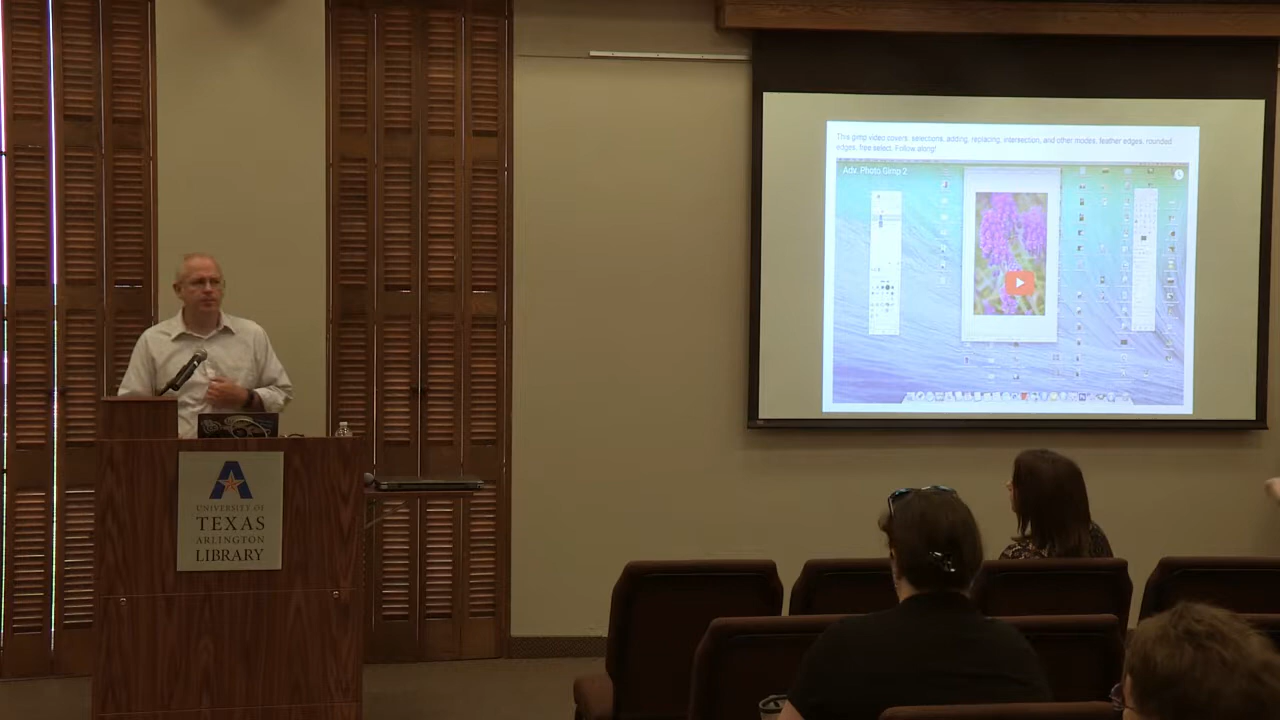 This gimp video covers, selections, adding, replacing, intersection, and other modes, feather edges, rounded
edges, free select. Follow along!
Adv. Photo Gimp 2
A
UNIVERSITY OF
TEXAS
ARLINGTON
LIBRARY